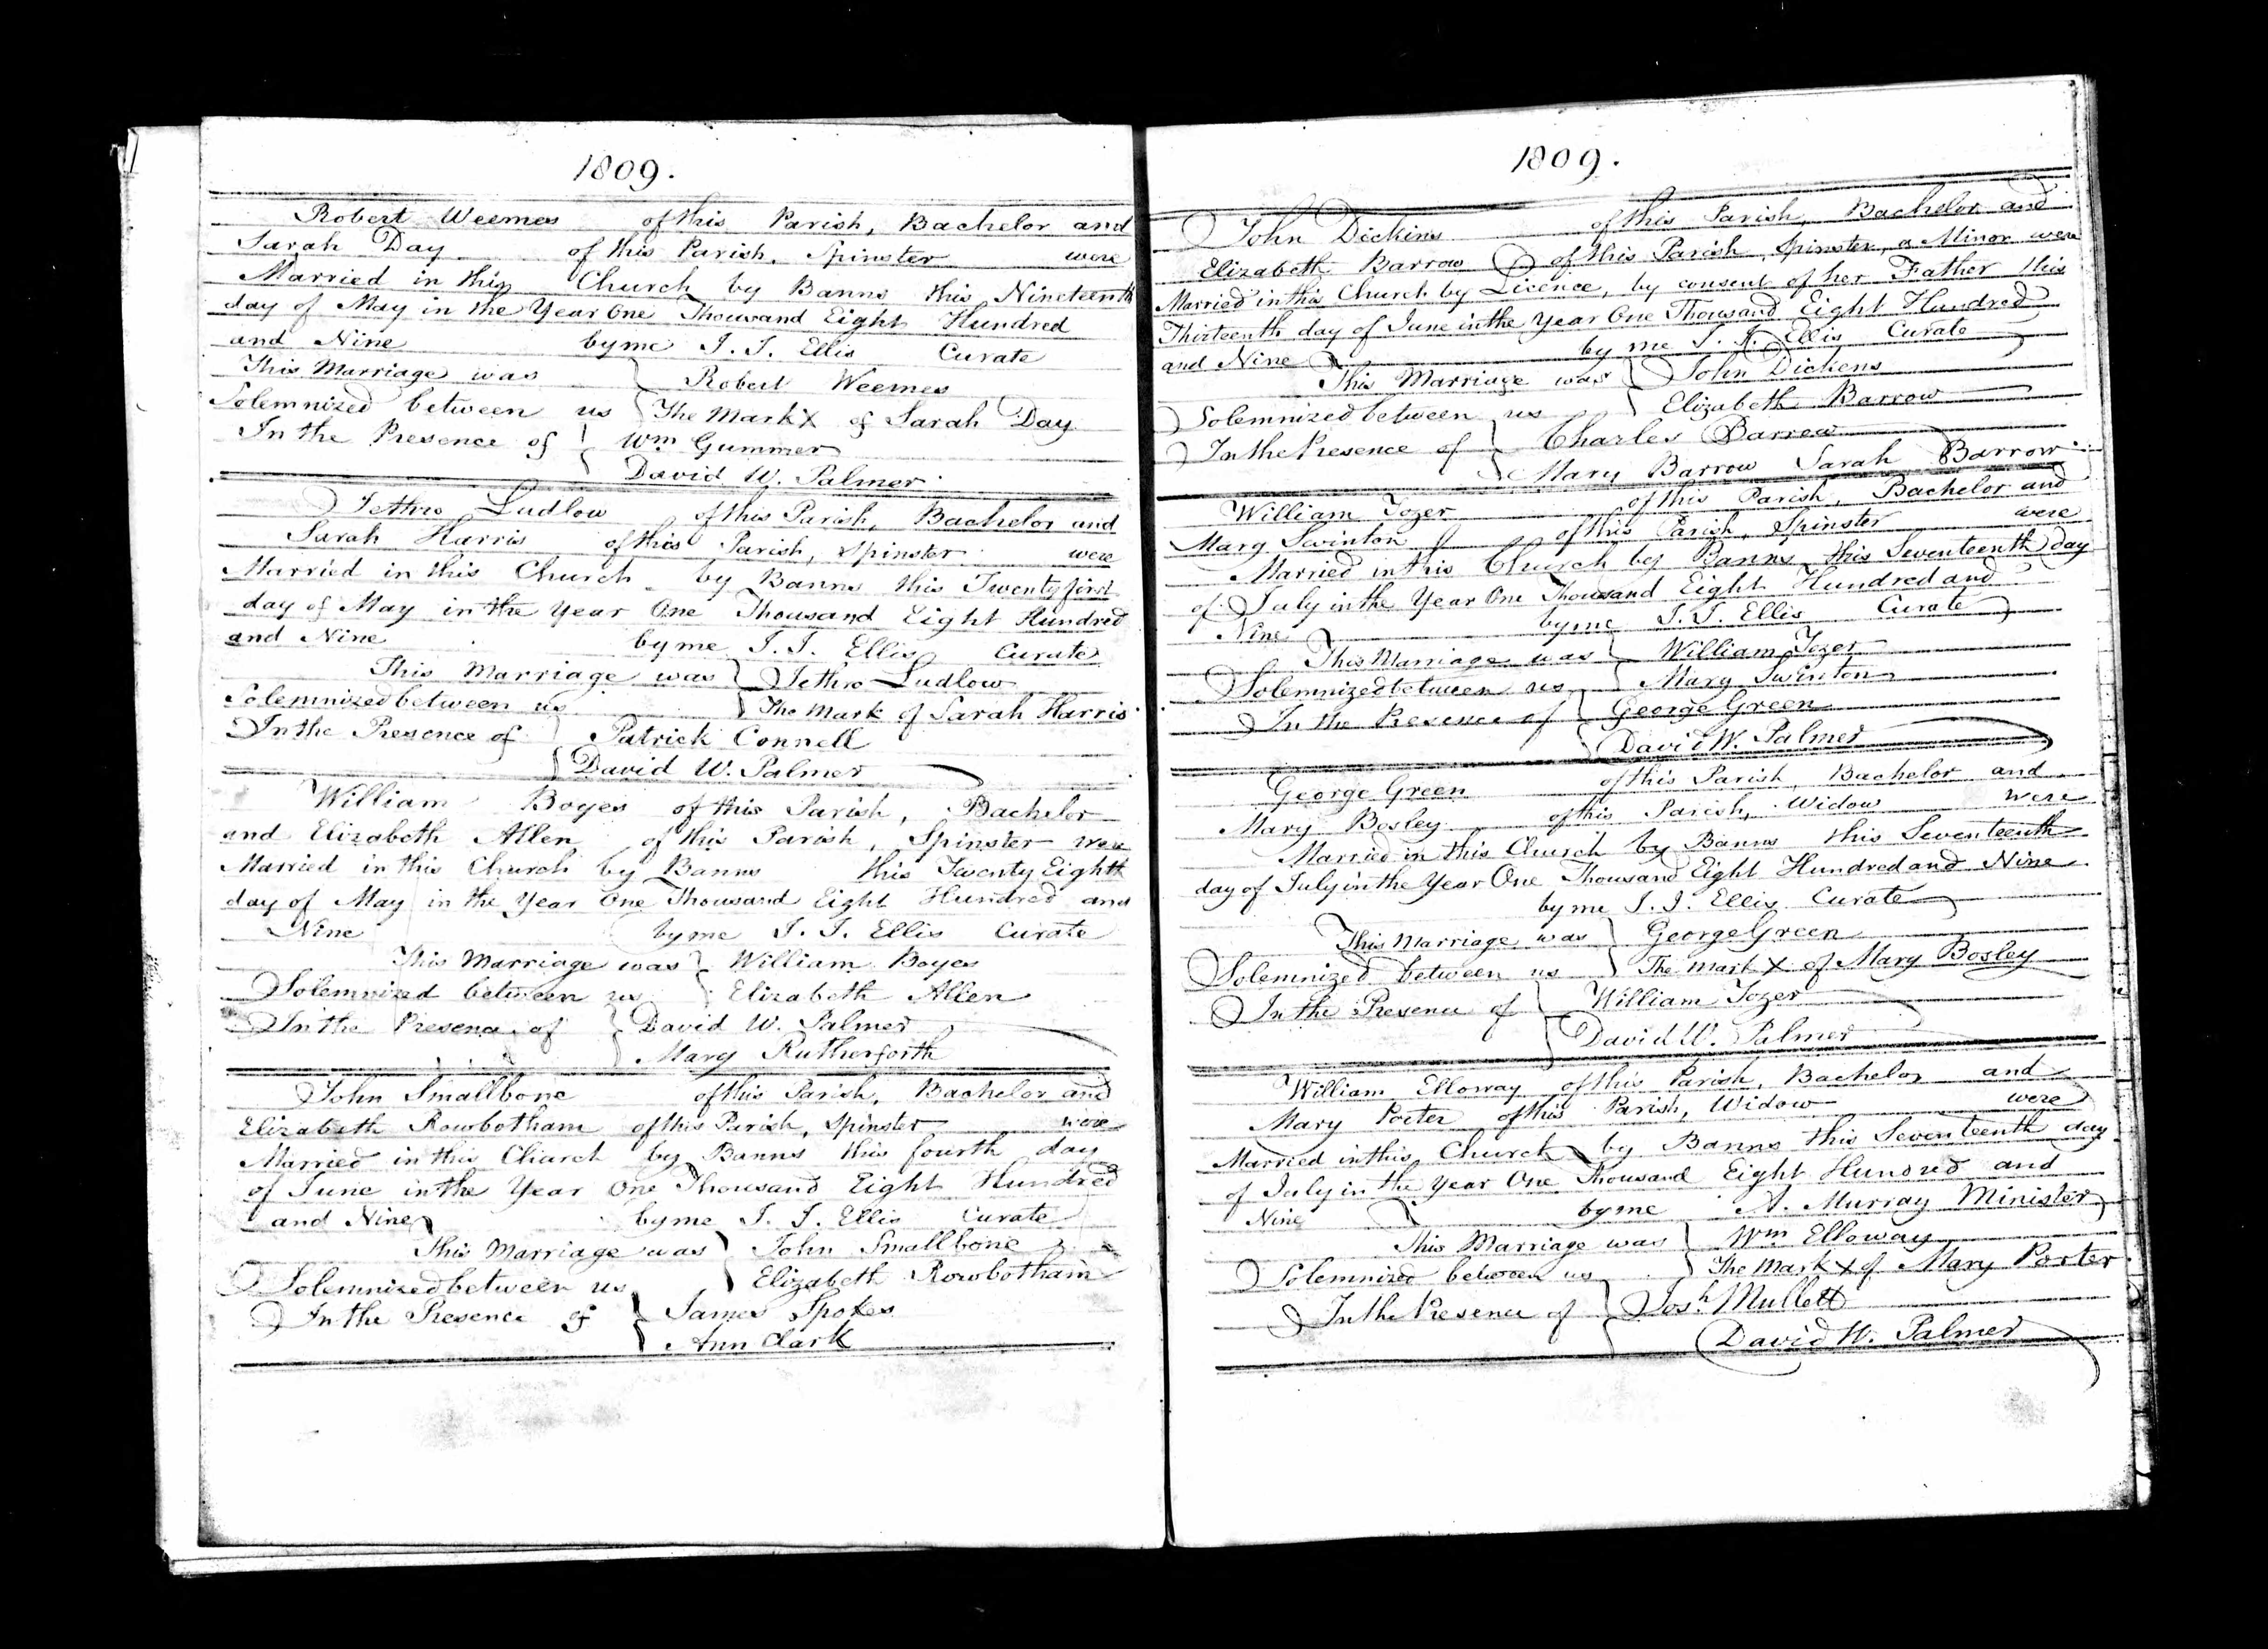 1809.
Robert Weemes of this Parish, Bachelor and
Sarah Day of this Parish, Spinster were
Married in this Church by Banns this Nineteenth
day of May in the Year One Thousand Eight Hundred
and Nine by me J. J. Ellis Curate
This Marriage was Robert Weemes
Solemnized between us The Mark X of Sarah Day
In the Presence of Wm Gummer
David W. Palmer
Jethro Ludlow of this Parish, Bachelor and
Sarah Harris of this Parish, Spinster were
Married in this Church by Banns this Twenty first
day of May in the Year One Thousand Eight Hundred
and Nine by me J. J. Ellis Curate
This Marriage was Jethro Ludlow
Solemnized between us The Mark of Sarah Harris
In the Presence of Patrick Connell
David W. Palmer
William Boyes of this Parish, Bachelor
and Elizabeth Allen of this Parish, Spinster were
Married in this Church by Banns this Twenty Eighth
day of May in the Year One Thousand Eight Hundred and
Nine by me J. J. Ellis Curate
This Marriage was William Boyes
Solemnized between us Elizabeth Allen
In the Presence of David W. Palmer
Mary Rutherforth
John Smallbone of this Parish, Bachelor and
Elizabeth Rowbotham of this Parish, Spinster were
Married in this Church by Banns this fourth day
of June in the Year One Thousand Eight Hundred
and Nine by me J. J. Ellis Curate
This Marriage was John Smallbone
Solemnized between us Elizabeth Rowbotham
In the Presence of James Spokes
Ann Clark
1809.
John Dickins of this Parish, Bachelor and
Elizabeth Barrow of this Parish, Spinster, a Minor were
Married in this Church by Licence, by consent of her Father this
Thirteenth day of June in the Year One Thousand Eight Hundred
and Nine by me J. J. Ellis Curate
This Marriage was John Dickens
Solemnized between us Elizabeth Barrow
In the Presence of Charles Barrow
Mary Barrow Sarah Barrow
William Tozer of this Parish, Bachelor and
Mary Swinton of this Parish, Spinster were
Married in this Church by Banns this Seventeenth day
of July in the Year One Thousand Eight Hundred and
Nine by me J. J. Ellis Curate
This Marriage was William Tozer
Solemnized between us Mary Swinton
In the Presence of George Green
David W. Palmer
George Green of this Parish, Bachelor and
Mary Bosley of this Parish, Widow were
Married in this Church by Banns this Seventeenth
day of July in the Year One Thousand Eight Hundred and Nine
by me J. J. Ellis Curate
This Marriage was George Green
Solemnized between us The Mark X of Mary Bosley
In the Presence of William Tozer
David W. Palmer
William Elloway of this Parish, Bachelor and
Mary Porter of this Parish, Widow were
Married in this Church by Banns this Seventeenth day
of July in the Year One Thousand Eight Hundred and
Nine by me A. Murray Minister
This Marriage was Wm Elloway
Solemnized between us The Mark X of Mary Porter
In the Presence of Josh Mullett
David W. Palmer